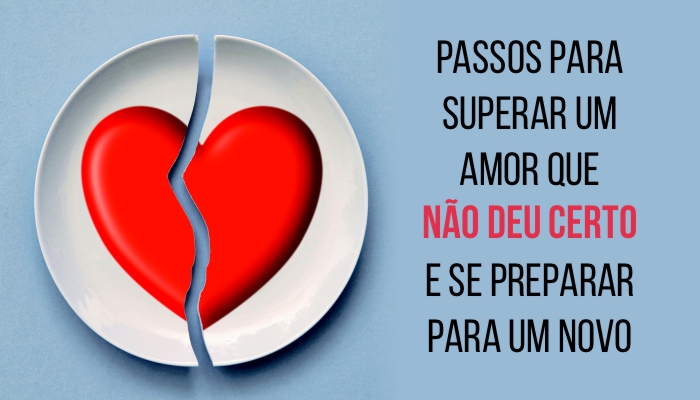 PASSOS PARA
SUPERAR UM
AMOR QUE
NÃO DEU CERTO
E SE PREPARAR
PARA UM NOVO